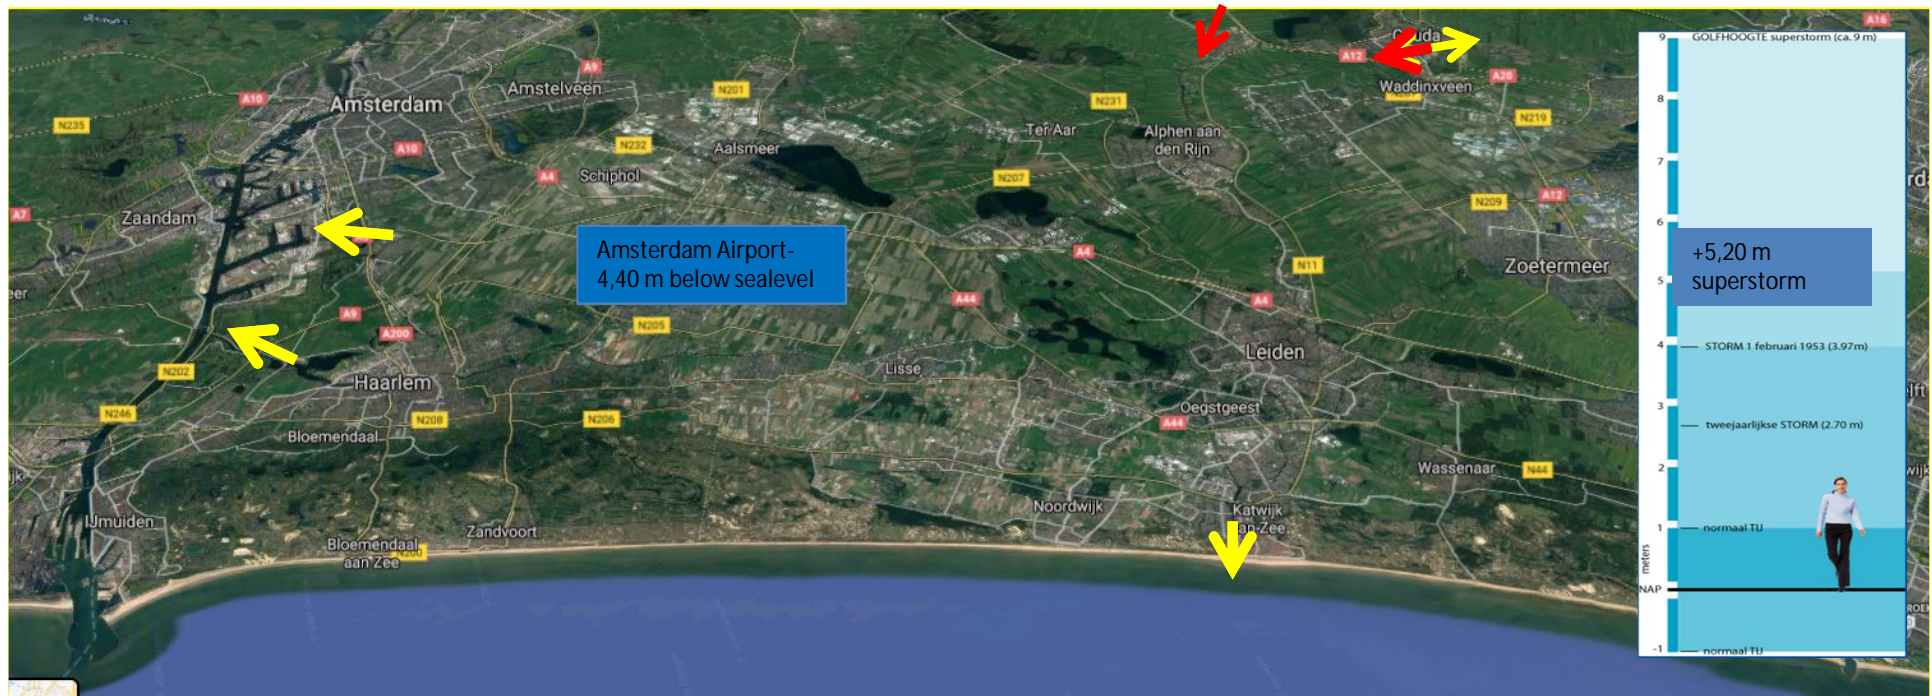 A16
Gouda
A9
A12
A20
Amstelveen
N201
Waddinxveen
A10
Amsterdam
N231
N235
N219
Ter Aar
Alphen aan
den Rijn
N232
Aalsmeer
A10
A4
Schiphol
N207
A12
N209
A7
Zaandam
Amsterdam Airport-
4,40 m below sealevel
A4
N11
Zoetermeer
A44
A4
A9
A200
N205
Leiden
N202
Haarlem
Lisse
N246
N208
N206
Oegstgeest
A44
Bloemendaal
Wassenaar
N44
IJmuiden
Noordwijk
Katwijk
aan Zee
Zandvoort
Bloemendaal
aan Zee
N200
9
GOLFHOOGTE superstorm (ca. 9 m)
8
7
6
+5,20 m
superstorm
5
4
STORM 1 februari 1953 (3.97m)
3
tweejaarlijkse STORM (2.70 m)
2
1
normaal TIJ
meters
NAP
-1
normaal TIJ